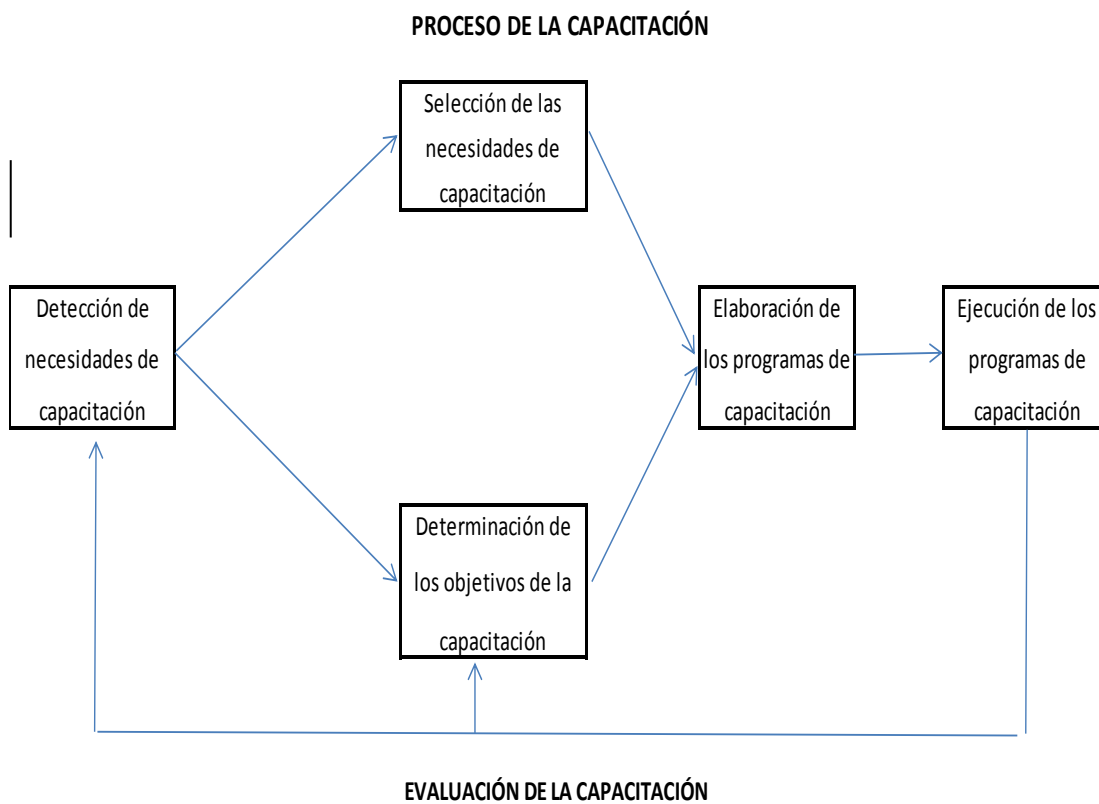 PROCESO DE LA CAPACITACIÓN
Selección de las
necesidades de
capacitación
Detección de
necesidades de
capacitación
Elaboración de
los programas de
capacitación
Ejecución de los
programas de
capacitación
Determinación de
los objetivos de la
capacitación
EVALUACIÓN DE LA CAPACITACIÓN